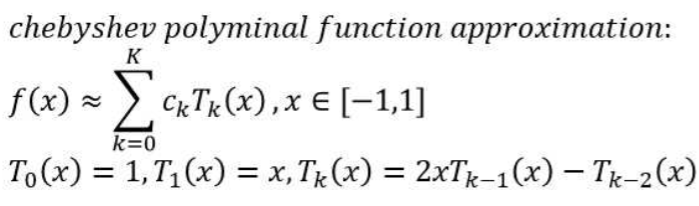 chebyshev polyminal function approximation:
f(x) ≈ ∑_{k=0}^{K} c_k T_k(x), x ∈ [−1,1]
T_0(x) = 1, T_1(x) = x, T_k(x) = 2xT_{k−1}(x) − T_{k−2}(x)